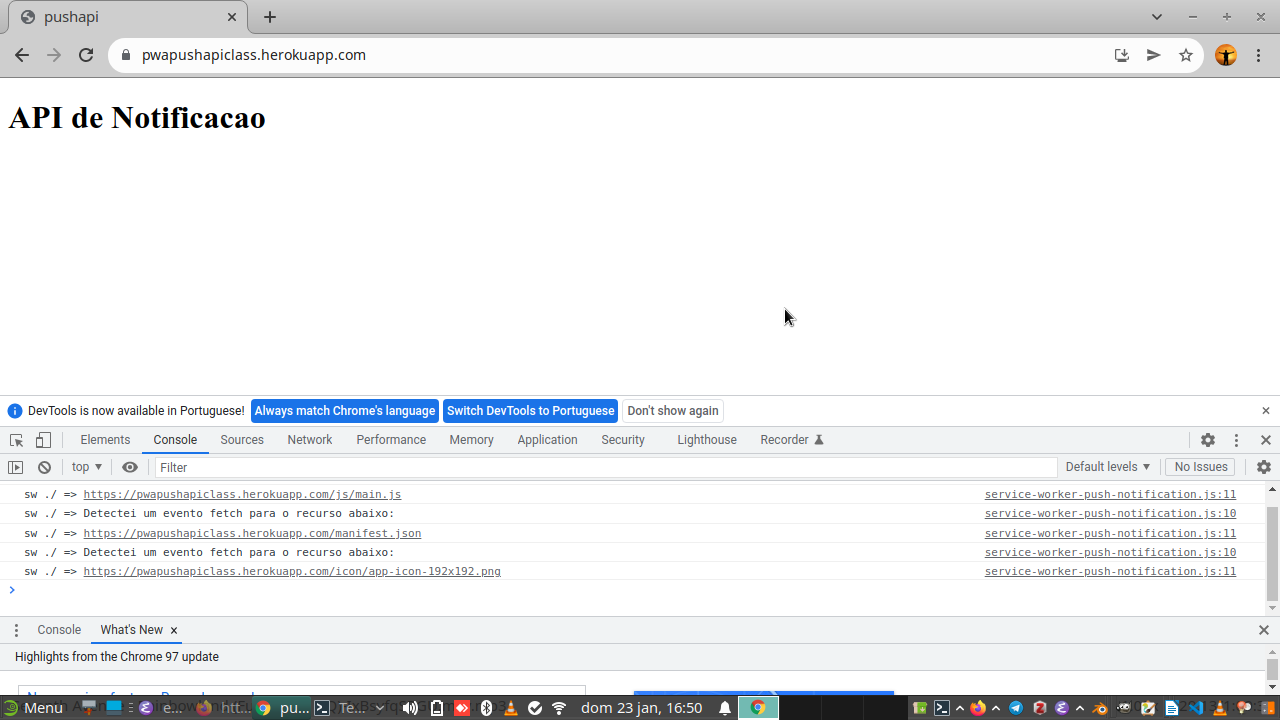 pushapi
pwapushapiclass.herokuapp.com
API de Notificacao
DevTools is now available in Portuguese! Always match Chrome's language Switch DevTools to Portuguese Don't show again
Elements Console Sources Network Performance Memory Application Security Lighthouse Recorder
top Filter Default levels No Issues
sw ./ => https://pwapushapiclass.herokuapp.com/js/main.js service-worker-push-notification.js:11
sw ./ => Detectei um evento fetch para o recurso abaixo: service-worker-push-notification.js:10
sw ./ => https://pwapushapiclass.herokuapp.com/manifest.json service-worker-push-notification.js:11
sw ./ => Detectei um evento fetch para o recurso abaixo: service-worker-push-notification.js:10
sw ./ => https://pwapushapiclass.herokuapp.com/icon/app-icon-192x192.png service-worker-push-notification.js:11
Console What's New
Highlights from the Chrome 97 update
Menu e... htt... pu... Te... dom 23 jan, 16:50